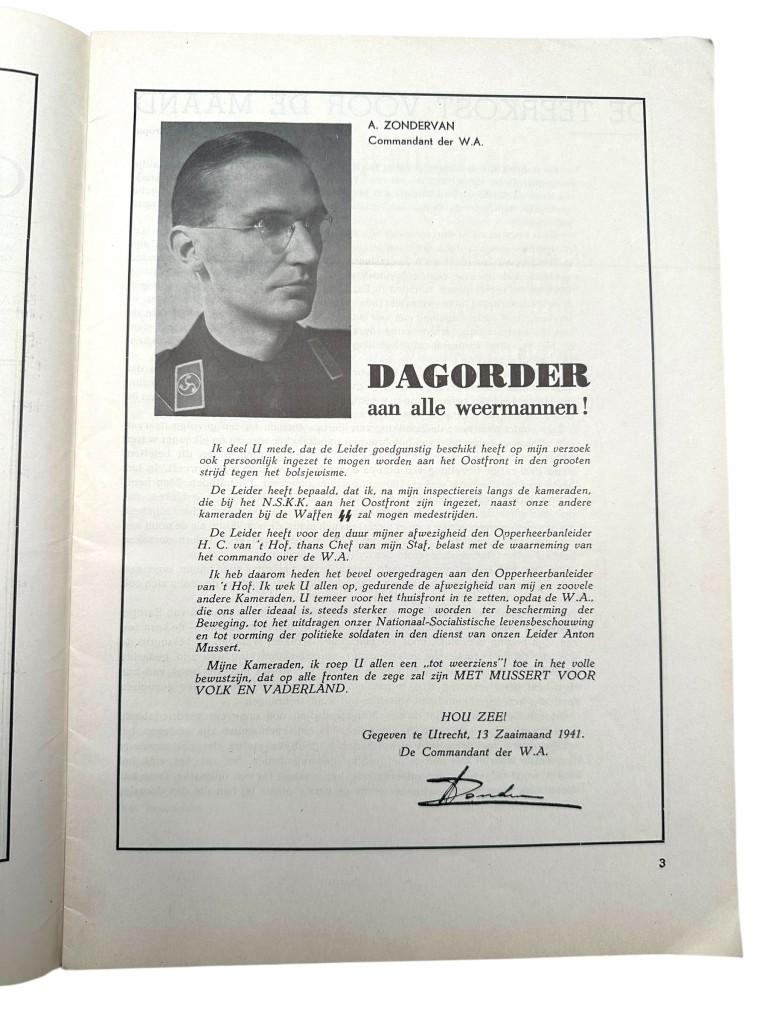 A. ZONDERVAN
Commandant der W.A.
DAGORDER
aan alle weermannen!
Ik deel U mede, dat de Leider goedgunstig beschikt heeft op mijn verzoek
ook persoonlijk ingezet te mogen worden aan het Oostfront in den grooten
strijd tegen het bolsjewisme.
De Leider heeft bepaald, dat ik, na mijn inspectiereis langs de kameraden,
die bij het N.S.K.K. aan het Oostfront zijn ingezet, naast onze andere
kameraden bij de Waffen SS zal mogen medestrijden.
De Leider heeft voor den duur mijner afwezigheid den Opperheerbanleider
H. C. van 't Hof, thans Chef van mijn Staf, belast met de waarneming van
het commando over de W.A.
Ik heb daarom heden het bevel overgedragen aan den Opperheerbanleider
van 't Hof. Ik wek U allen op, gedurende de afwezigheid van mij en zoovele
andere Kameraden, U temeer voor het thuisfront in te zetten, opdat de W.A.,
die ons aller ideaal is, steeds sterker moge worden ter bescherming der
Beweging, tot het uitdragen onzer Nationaal-Socialistische levensbeschouwing
en tot vorming der politieke soldaten in den dienst van onzen Leider Anton
Mussert.
Mijne Kameraden, ik roep U allen een „tot weerziens”! toe in het volle
bewustzijn, dat op alle fronten de zege zal zijn MET MUSSERT VOOR
VOLK EN VADERLAND.
HOU ZEE!
Gegeven te Utrecht, 13 Zaaimaand 1941.
De Commandant der W.A.
3